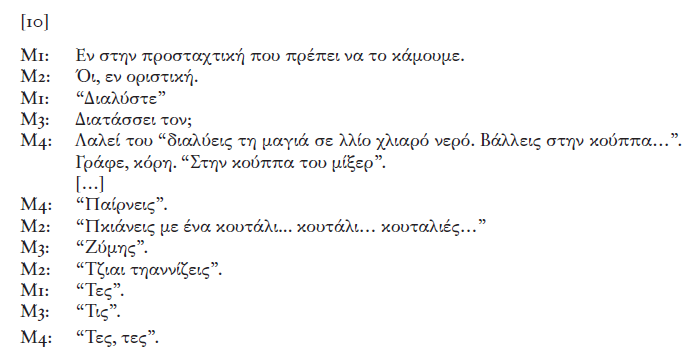 [10]
M1: Εν στην προσταχτική που πρέπει να το κάμουμε.
M2: Όι, εν οριστική.
M1: “Διαλύστε”
M3: Διατάσσει τον;
M4: Λαλεί του “διαλύεις τη μαγιά σε λλίο χλιαρό νερό. Βάλλεις στην κούππα…”.
Γράφε, κόρη. “Στην κούππα του μίξερ”.
[…]
M4: “Παίρνεις”.
M2: “Πκιάνεις με ένα κουτάλι... κουτάλι… κουταλιές…”
M3: “Ζύμης”.
M2: “Τζιαι τηαννίζεις”.
M1: “Τες”.
M3: “Τις”.
M4: “Τες, τες”.